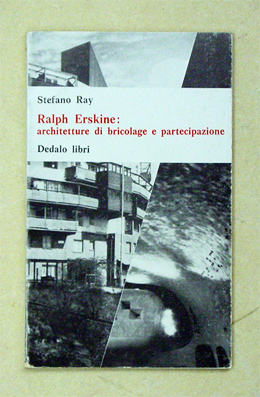 Stefano Ray
Ralph Erskine:
architetture di bricolage e partecipazione
Dedalo libri